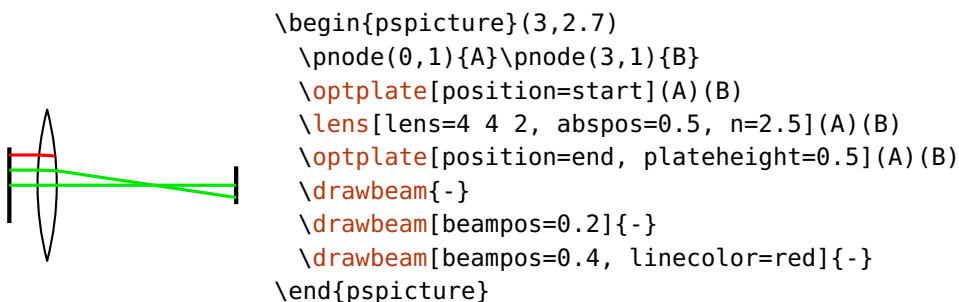 \begin{pspicture}(3,2.7)
  \pnode(0,1){A}\pnode(3,1){B}
  \optplate[position=start](A)(B)
  \lens[lens=4 4 2, abspos=0.5, n=2.5](A)(B)
  \optplate[position=end, plateheight=0.5](A)(B)
  \drawbeam{-}
  \drawbeam[beampos=0.2]{-}
  \drawbeam[beampos=0.4, linecolor=red]{-}
\end{pspicture}